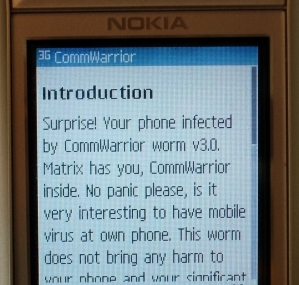 NOKIA
3G CommWarrior
Introduction
Surprise! Your phone infected
by CommWarrior worm v3.0.
Matrix has you, CommWarrior
inside. No panic please, is it
very interesting to have mobile
virus at own phone. This worm
does not bring any harm to
your phone and your significant